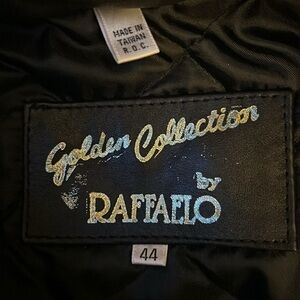 MADE IN
TAIWAN
R.O.C.
Golden Collection
by
RAFFAELO
44